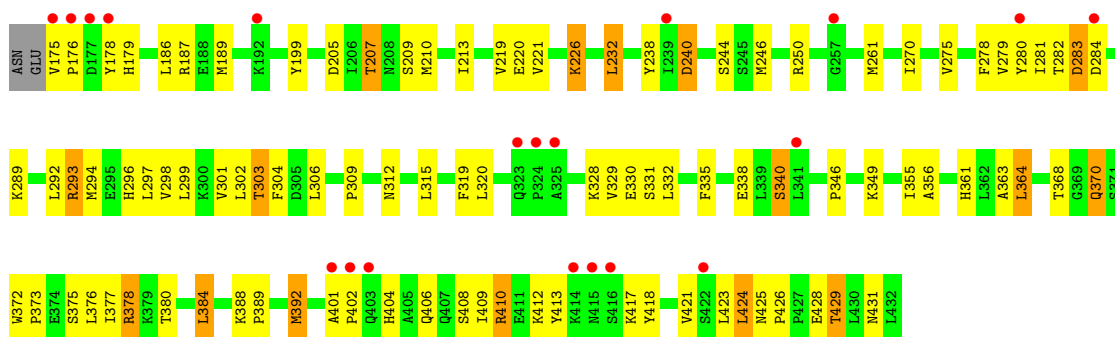 ASN GLU V175 P176 D177 Y178 H179 L186 R187 E188 M189 K192 Y199 D205 I206 T207 N208 S209 M210 I213 V219 E220 V221 K226 L232 Y238 I239 D240 S244 S245 M246 R250 G257 M261 I270 V275 F278 V279 Y280 I281 T282 D283 D284
K289 L292 R293 M294 E295 H296 L297 V298 L299 K300 V301 L302 T303 F304 D305 L306 P309 N312 L315 F319 L320 Q323 P324 A325 K328 V329 E330 S331 L332 F335 E338 L339 S340 L341 P346 K349 I355 A356 H361 L362 A363 L364 T368 G369 Q370 S371
W372 P373 E374 S375 L376 I377 R378 K379 T380 L384 K388 P389 M392 A401 P402 Q403 H404 A405 Q406 Q407 S408 I409 R410 E411 K412 Y413 K414 N415 S416 K417 Y418 V421 S422 L423 L424 N425 P426 P427 E428 T429 L430 N431 L432